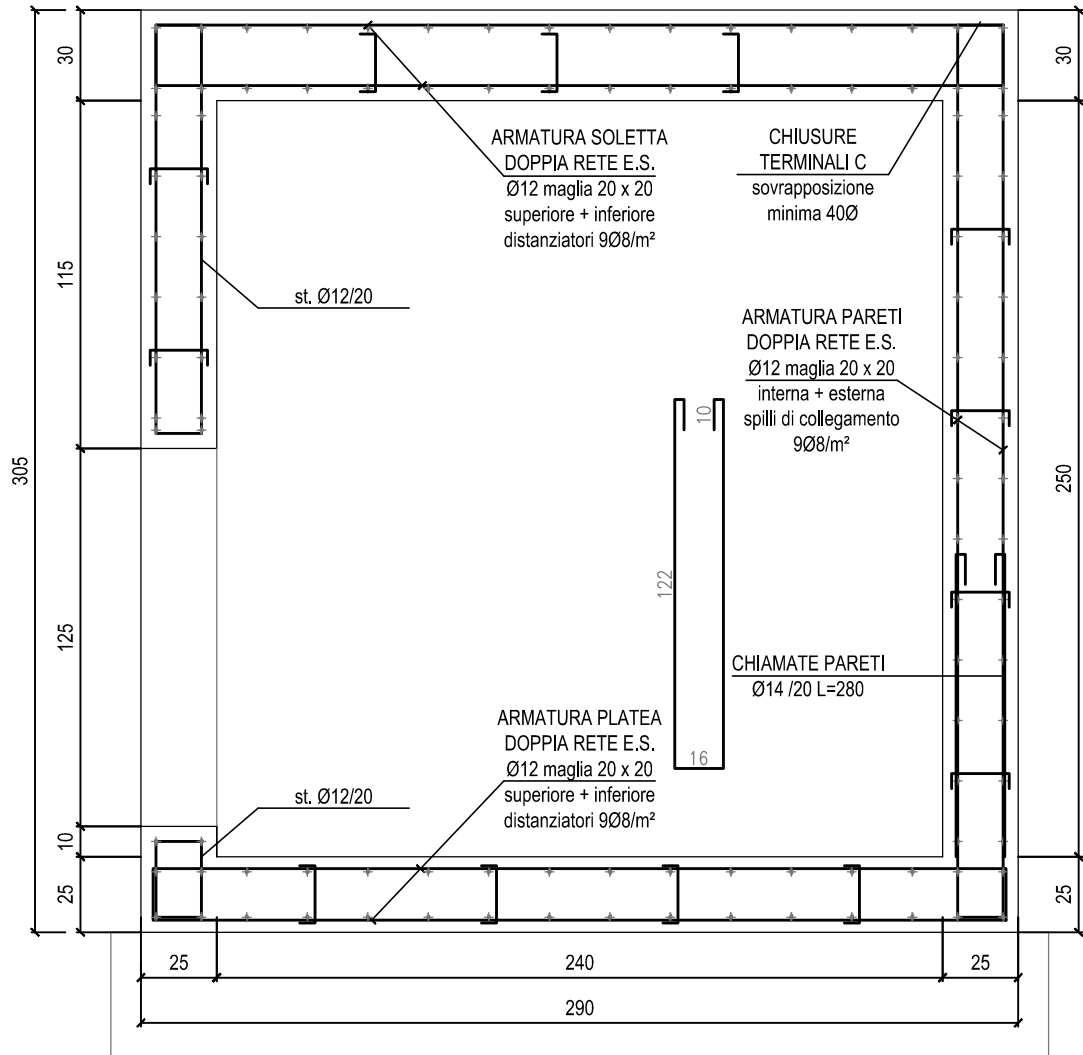 30
30
ARMATURA SOLETTA
DOPPIA RETE E.S.
Ø12 maglia 20 x 20
superiore + inferiore
distanziatori 9Ø8/m²
CHIUSURE
TERMINALI C
sovrapposizione
minima 40Ø
115
st. Ø12/20
ARMATURA PARETI
DOPPIA RETE E.S.
Ø12 maglia 20 x 20
interna + esterna
spilli di collegamento
9Ø8/m²
10
305
250
122
125
CHIAMATE PARETI
Ø14 /20 L=280
16
ARMATURA PLATEA
DOPPIA RETE E.S.
Ø12 maglia 20 x 20
superiore + inferiore
distanziatori 9Ø8/m²
st. Ø12/20
10
25
25
25
240
25
290